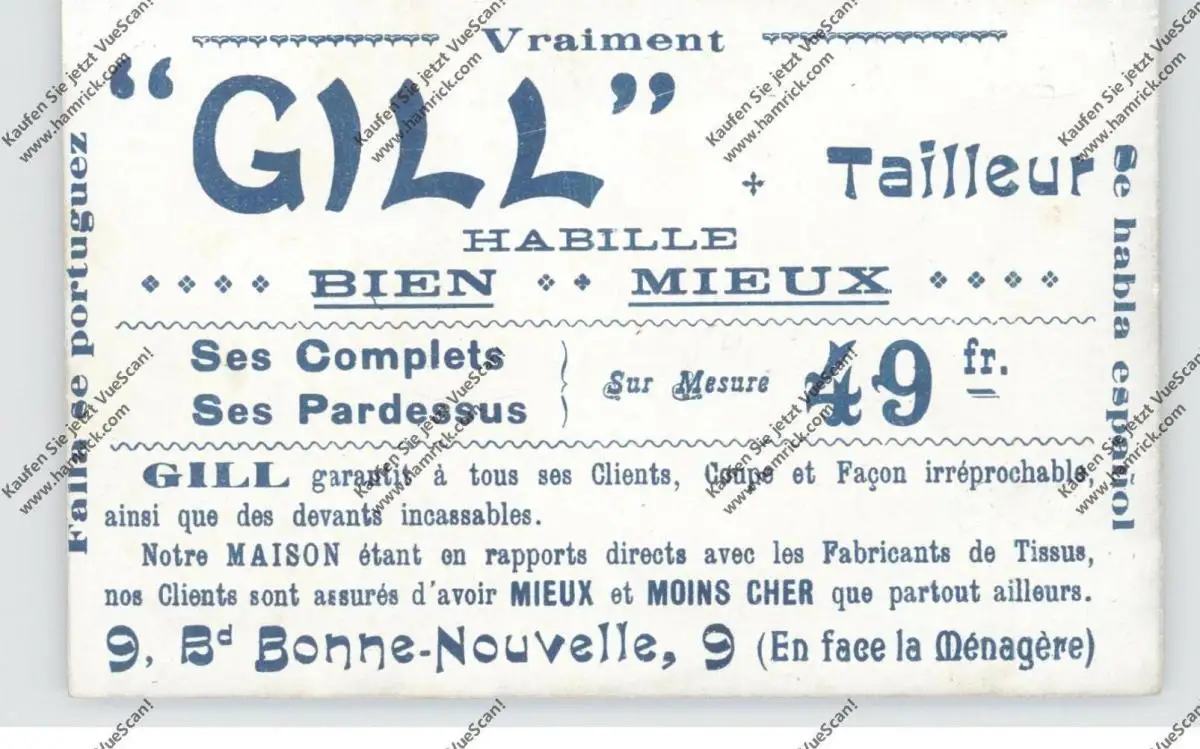 Vraiment
"GILL"
Tailleur
HABILLE
BIEN MIEUX
Ses Complets
Ses Pardessus
Sur Mesure 49 fr.
GILL garantit à tous ses Clients, Coupe et Façon irréprochable,
ainsi que des devants incassables.
Notre MAISON étant en rapports directs avec les Fabricants de Tissus,
nos Clients sont assurés d'avoir MIEUX et MOINS CHER que partout ailleurs.
9, Bd Bonne-Nouvelle, 9 (En face la Ménagère)
Falla se portuguez
Se habla español
Kaufen Sie jetzt VueScan!
www.hamrick.com